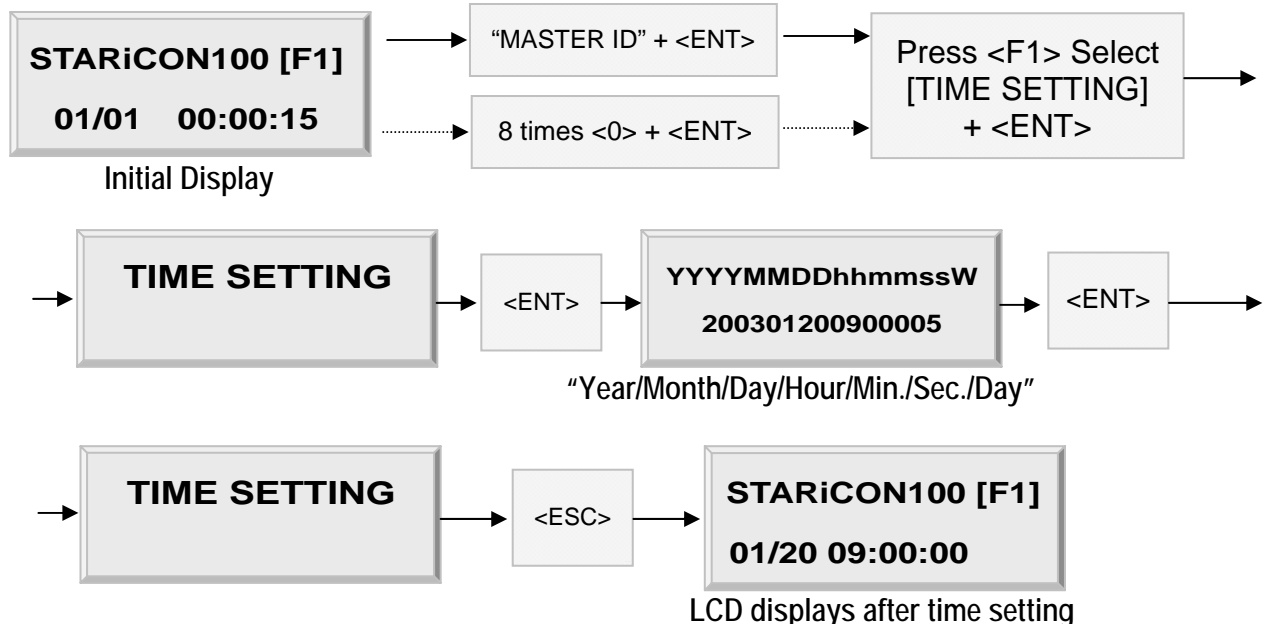 STARiCON100 [F1]
01/01 00:00:15
Initial Display
“MASTER ID” + <ENT>
8 times <0> + <ENT>
Press <F1> Select
[TIME SETTING]
+ <ENT>
TIME SETTING
<ENT>
YYYYMMDDhhmmssW
200301200900005
“Year/Month/Day/Hour/Min./Sec./Day”
<ENT>
TIME SETTING
<ESC>
STARiCON100 [F1]
01/20 09:00:00
LCD displays after time setting